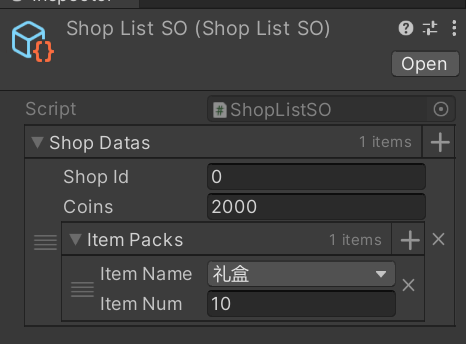 Shop List SO (Shop List SO)
Open
Script
#
ShopListSO
Shop Datas
1 items
Shop Id
0
Coins
2000
Item Packs
1 items
Item Name
礼盒
Item Num
10